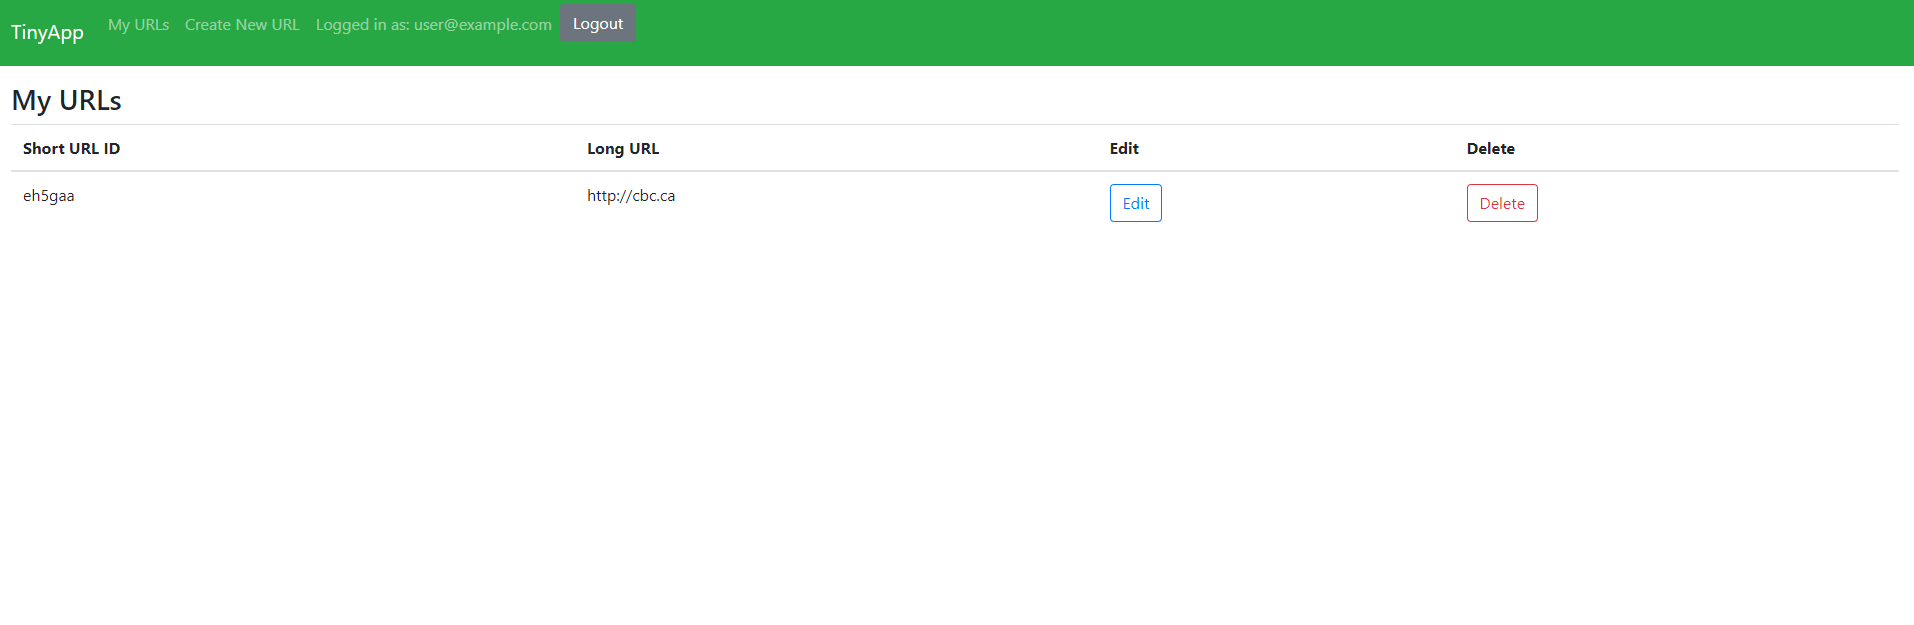 TinyApp My URLs Create New URL Logged in as: user@example.com Logout
My URLs
Short URL ID Long URL Edit Delete
eh5gaa http://cbc.ca Edit Delete